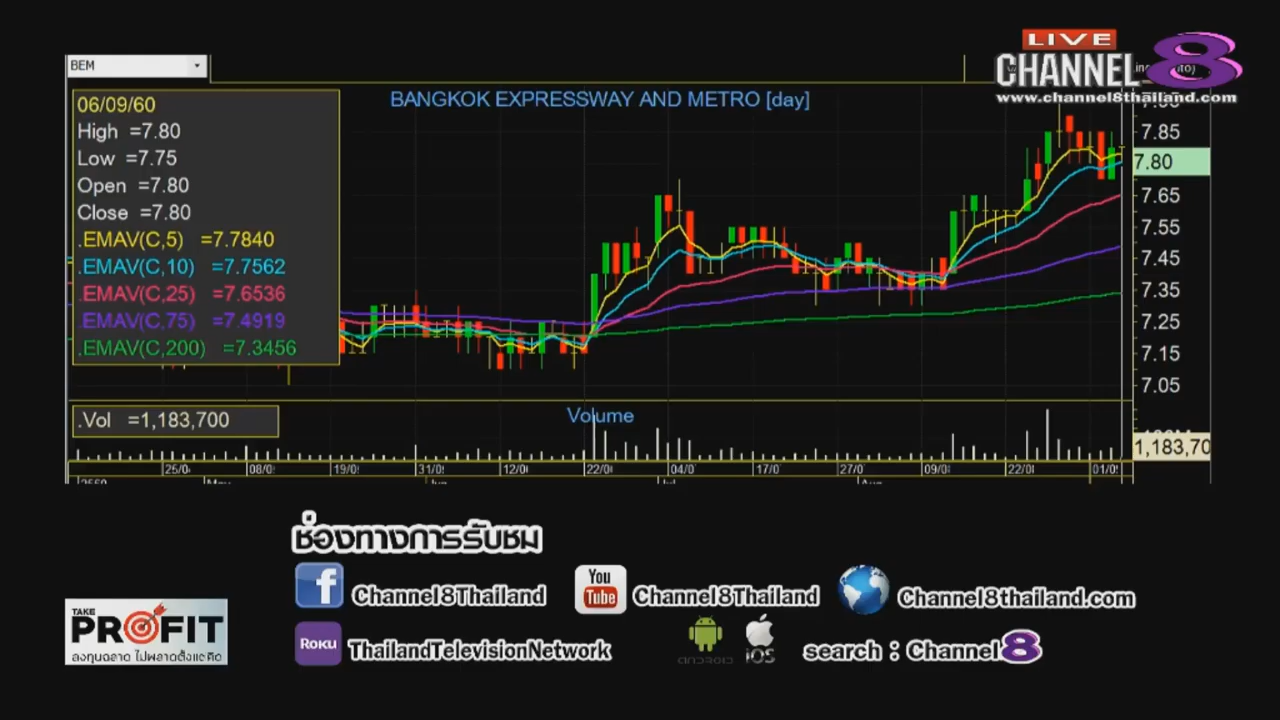 LIVE
CHANNEL 8
www.channel8thailand.com
BEM
BANGKOK EXPRESSWAY AND METRO [day]
06/09/60
High =7.80
Low =7.75
Open =7.80
Close =7.80
.EMAV(C,5) =7.7840
.EMAV(C,10) =7.7562
.EMAV(C,25) =7.6536
.EMAV(C,75) =7.4919
.EMAV(C,200) =7.3456
7.85
7.80
7.65
7.55
7.45
7.35
7.25
7.15
7.05
.Vol =1,183,700
Volume
1,183,70
25/0 08/0 19/0 31/0 12/0 22/0 04/0 17/0 27/0 09/0 22/0 01/0
ช่องทางการรับชม
f Channel8Thailand You Tube Channel8Thailand Channel8thailand.com
ROKU ThailandTelevisionNetwork ANDROID iOS search : Channel8
TAKE
PROFIT
ลงทุนฉลาด ไม่พลาดตั้งแต่คิด